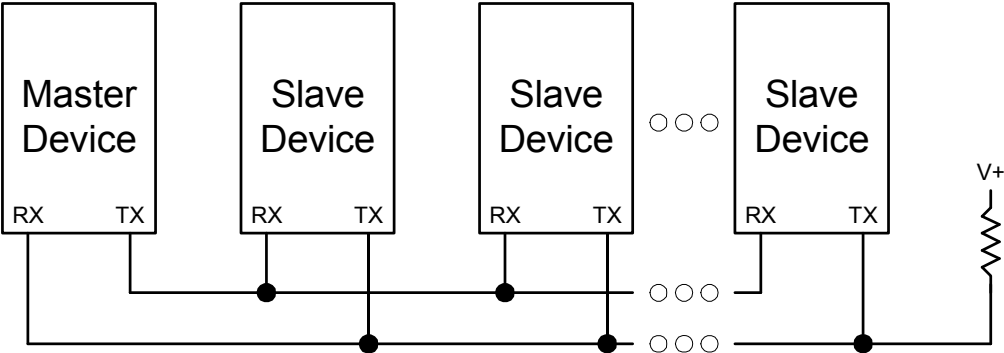 Master
Device
Slave
Device
Slave
Device
Slave
Device
V+
RX TX
RX TX
RX TX
RX TX